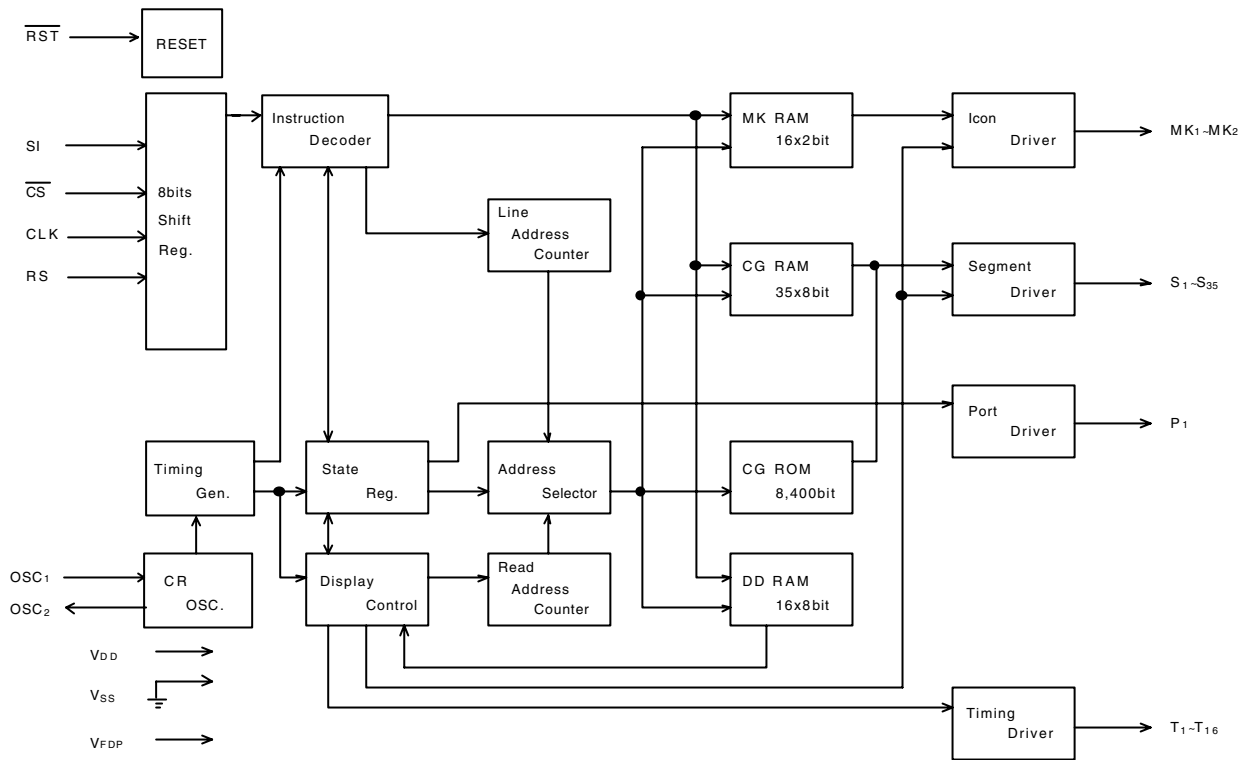 RST
RESET
SI
CS
CLK
RS
8bits
Shift
Reg.
Instruction
Decoder
Line
Address
Counter
MK RAM
16x2bit
Icon
Driver
MK1~MK2
CG RAM
35x8bit
Segment
Driver
S1~S35
Port
Driver
P1
Timing
Gen.
State
Reg.
Address
Selector
CG ROM
8,400bit
OSC1
OSC2
CR
OSC.
Display
Control
Read
Address
Counter
DD RAM
16x8bit
VDD
VSS
VFDP
Timing
Driver
T1~T16